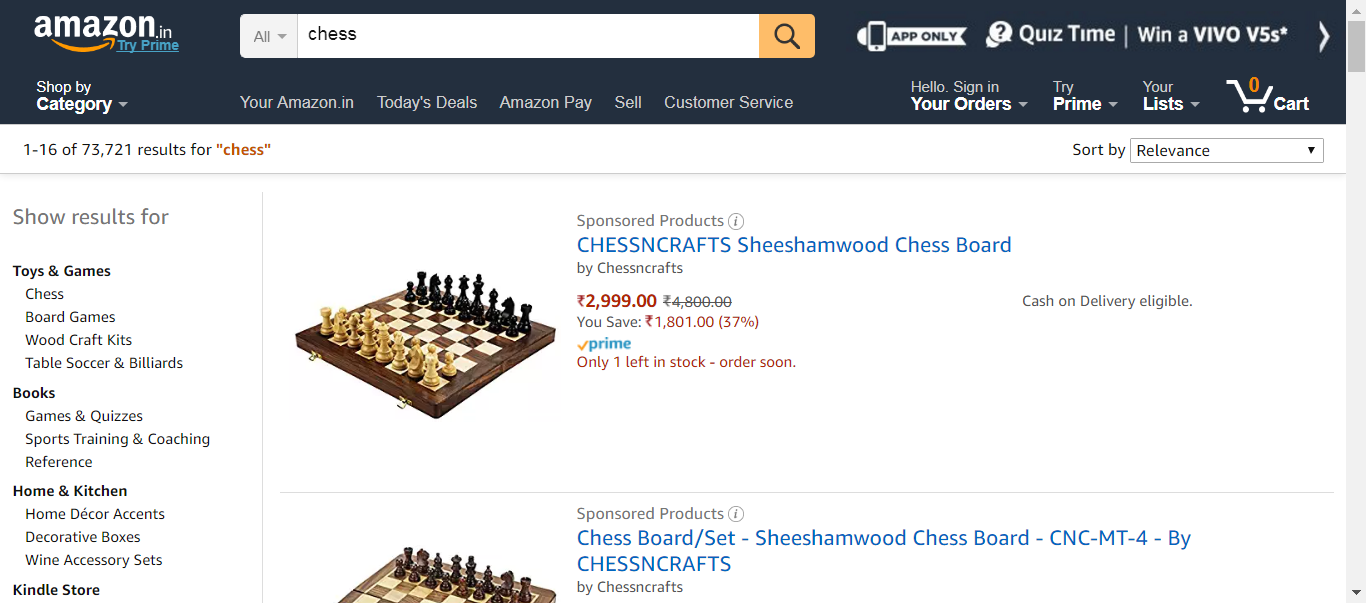 amazon.in
Try Prime
All
chess
APP ONLY
Quiz Time | Win a VIVO V5s*
Shop by
Category
Your Amazon.in Today's Deals Amazon Pay Sell Customer Service
Hello. Sign in
Your Orders
Try
Prime
Your
Lists
0
Cart
1-16 of 73,721 results for "chess"
Sort by Relevance
Show results for
Toys & Games
Chess
Board Games
Wood Craft Kits
Table Soccer & Billiards
Books
Games & Quizzes
Sports Training & Coaching
Reference
Home & Kitchen
Home Décor Accents
Decorative Boxes
Wine Accessory Sets
Kindle Store
Sponsored Products i
CHESSNCRAFTS Sheeshamwood Chess Board
by Chessncrafts
₹2,999.00 ₹4,800.00
You Save: ₹1,801.00 (37%)
prime
Only 1 left in stock - order soon.
Cash on Delivery eligible.
Sponsored Products i
Chess Board/Set - Sheeshamwood Chess Board - CNC-MT-4 - By
CHESSNCRAFTS
by Chessncrafts